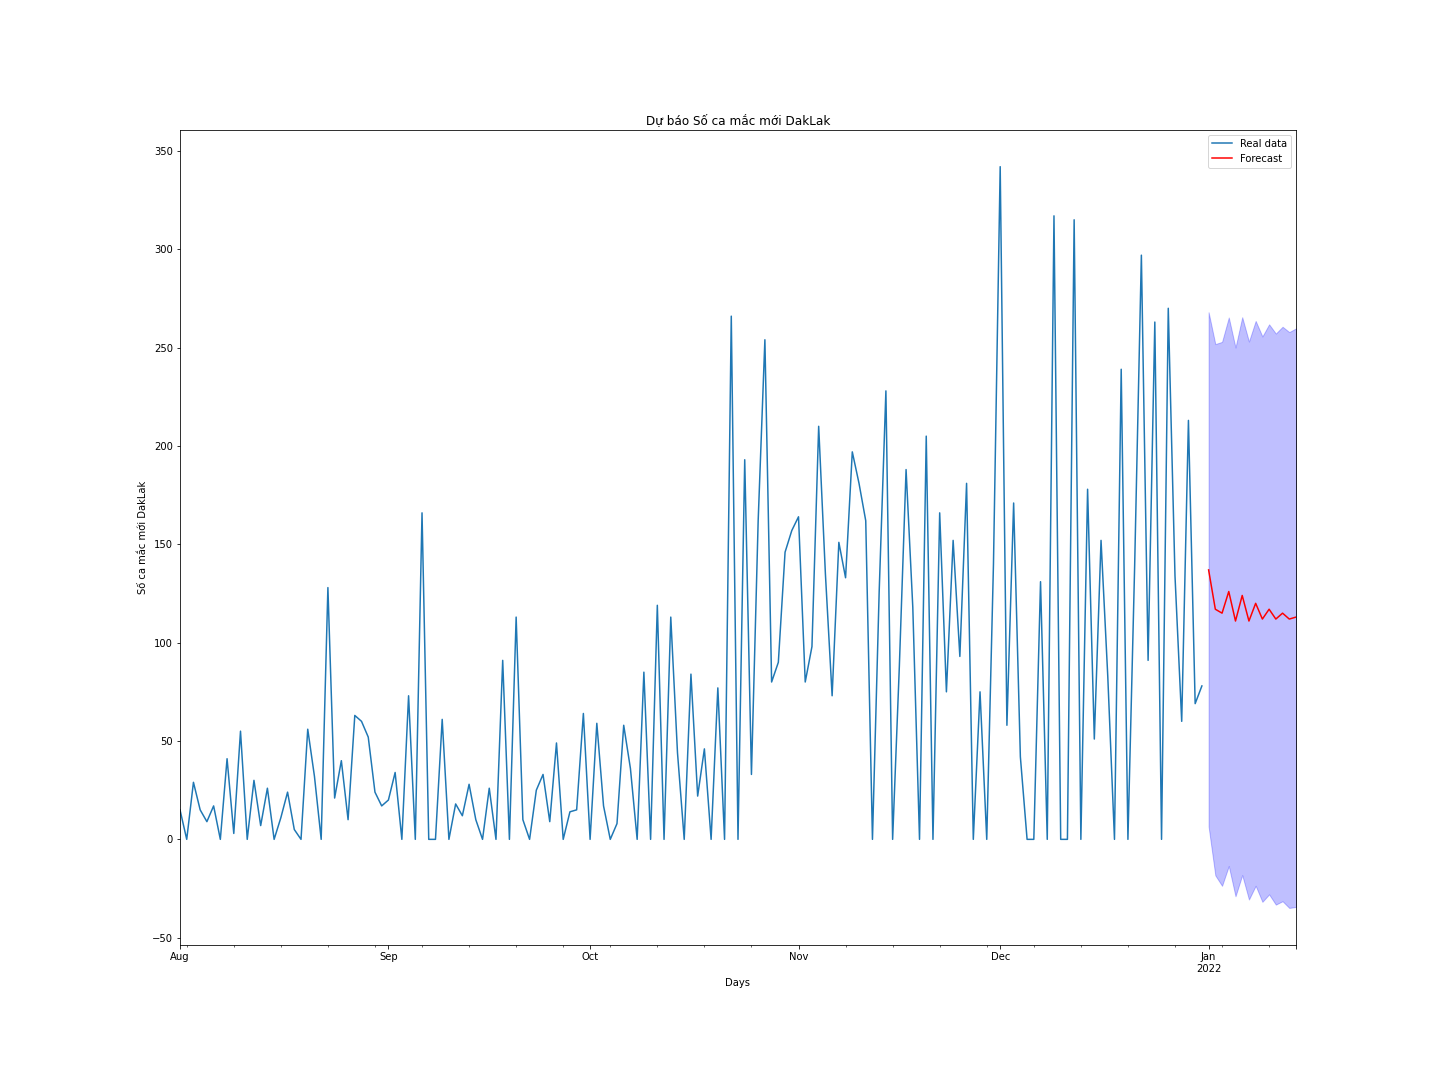 Dự báo Số ca mắc mới DakLak
Real data
Forecast
Số ca mắc mới DakLak
350
300
250
200
150
100
50
0
−50
Aug
Sep
Oct
Nov
Dec
Jan
2022
Days